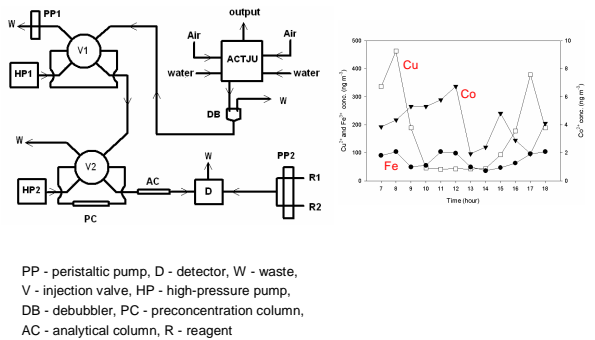 output
W
PP1
Air
Air
V1
ACTJU
HP1
water
water
DB
W
W
V2
W
PP2
HP2
AC
D
R1
R2
PC
Cu
Co
Fe
Cu²⁺ and Fe³⁺ conc. (ng m⁻³)
500
400
300
200
100
0
Co²⁺ conc. (ng m⁻³)
10
8
6
4
2
0
7 8 9 10 11 12 13 14 15 16 17 18
Time (hour)
PP - peristaltic pump, D - detector, W - waste,
V - injection valve, HP - high-pressure pump,
DB - debubbler, PC - preconcentration column,
AC - analytical column, R - reagent